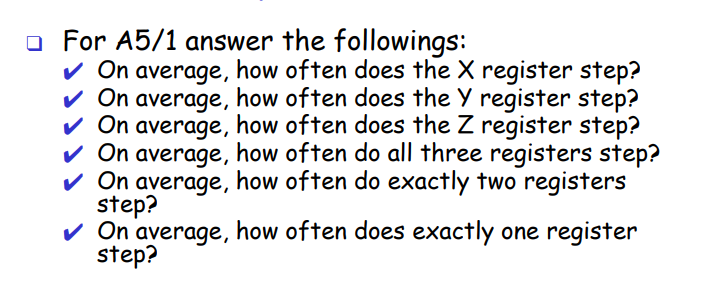 For A5/1 answer the followings:
On average, how often does the X register step?
On average, how often does the Y register step?
On average, how often does the Z register step?
On average, how often do all three registers step?
On average, how often do exactly two registers
step?
On average, how often does exactly one register
step?